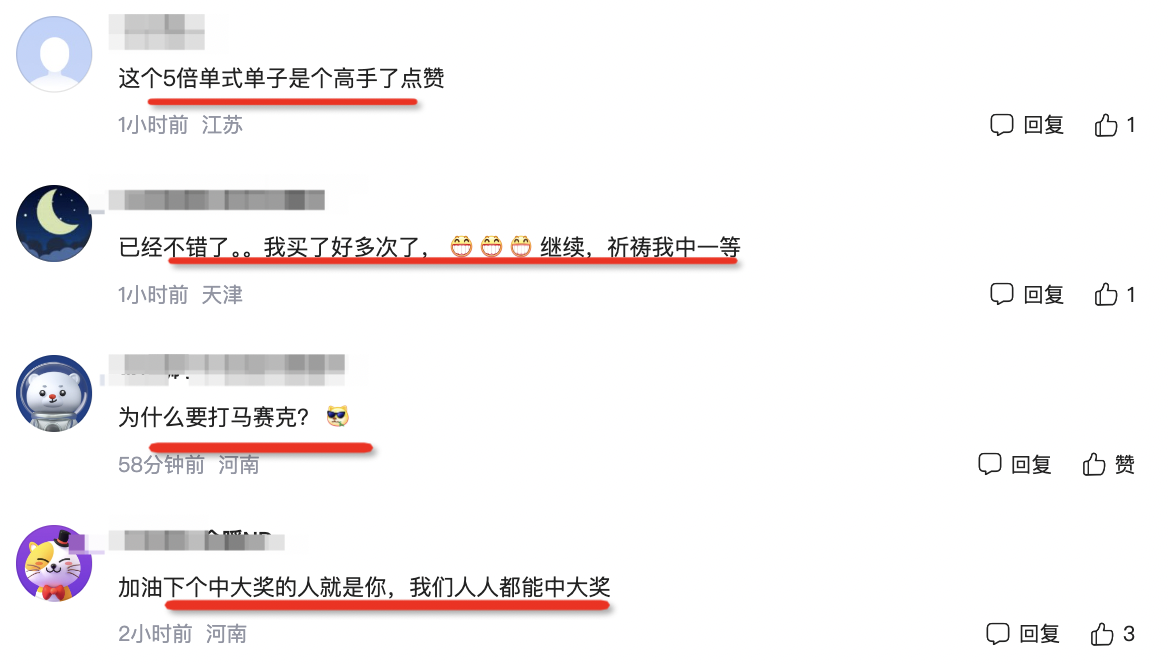 这个5倍单式单子是个高手了点赞
1小时前 江苏
回复 1
已经不错了。。我买了好多次了，😁😁😁继续，祈祷我中一等
1小时前 天津
回复 1
为什么要打马赛克？
58分钟前 河南
回复 赞
加油下个中大奖的人就是你，我们人人都能中大奖
2小时前 河南
回复 3